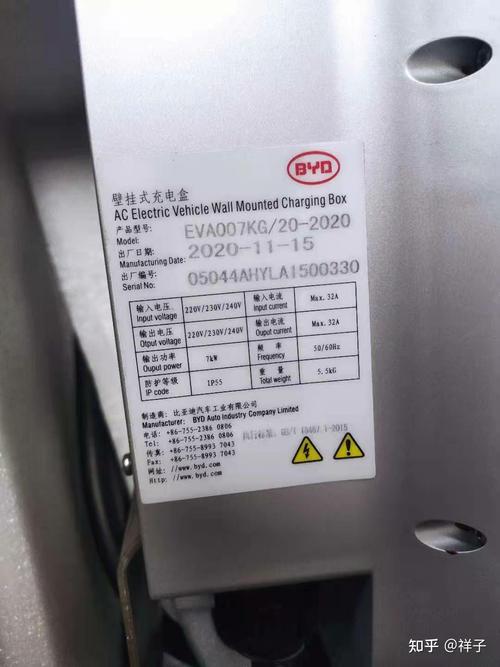 BYD
壁挂式充电盒
AC Electric Vehicle Wall Mounted Charging Box
产品型号: EVA007KG/20-2020
Model:
出厂日期: 2020-11-15
Manufacturing Date:
出厂编号: 05044AHYLA1500330
Serial No:
输入电压 220V/230V/240V 输入电流 Max. 32A
Input voltage Input current
输出电压 220V/230V/240V 输出电流 Max. 32A
Otput voltage Ouput current
输出功率 7kW 频率 50/60Hz
Ouput power Frequency
防护等级 IP55 重量 5.5kG
IP code Total weight
制造商: 比亚迪汽车工业有限公司
Manufacturer: BYD Auto Industry Company Limited
电话: +86-755-2386 0806
Tel: +86-755-2386 0806
传真: +86-755-8993 7043
Fax: +86-755-8993 7043
网址: Http://www.byd.com
Http: //www.byd.com
执行标准: GB/T 18487.1-2015
知乎 @祥子